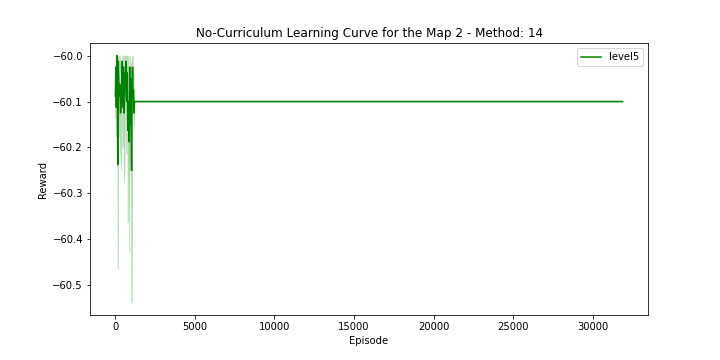 No-Curriculum Learning Curve for the Map 2 - Method: 14
level5
−60.0
−60.1
−60.2
−60.3
−60.4
−60.5
Reward
0 5000 10000 15000 20000 25000 30000
Episode